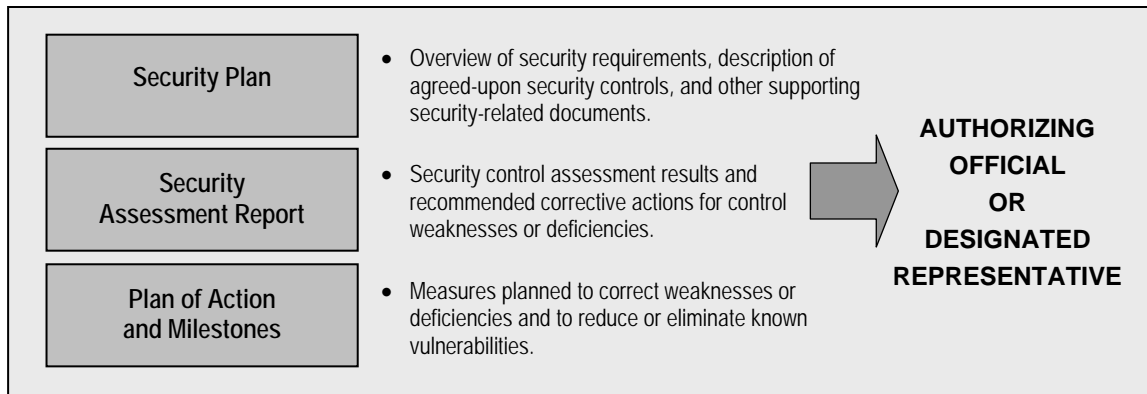 Security Plan
• Overview of security requirements, description of
agreed-upon security controls, and other supporting
security-related documents.
Security
Assessment Report
• Security control assessment results and
recommended corrective actions for control
weaknesses or deficiencies.
Plan of Action
and Milestones
• Measures planned to correct weaknesses or
deficiencies and to reduce or eliminate known
vulnerabilities.
AUTHORIZING
OFFICIAL
OR
DESIGNATED
REPRESENTATIVE